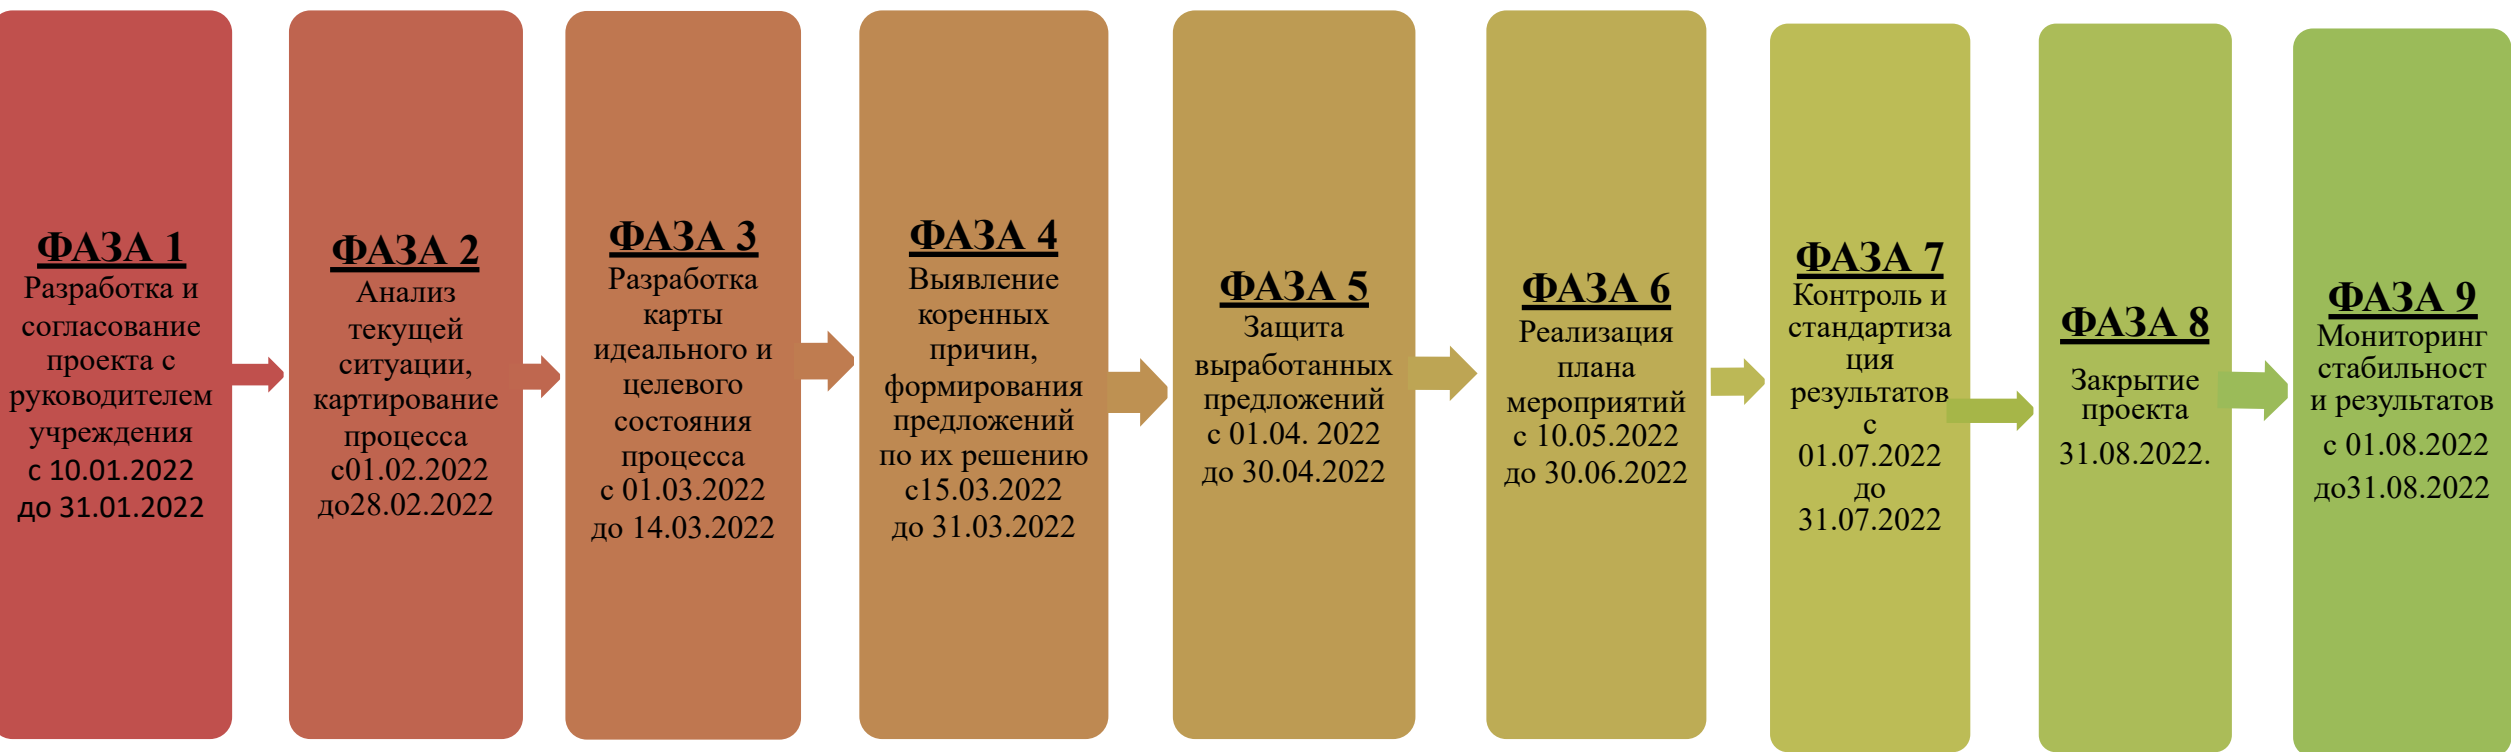 ФАЗА 1
Разработка и
согласование
проекта с
руководителем
учреждения
с 10.01.2022
до 31.01.2022
ФАЗА 2
Анализ
текущей
ситуации,
картирование
процесса
с01.02.2022
до28.02.2022
ФАЗА 3
Разработка
карты
идеального и
целевого
состояния
процесса
с 01.03.2022
до 14.03.2022
ФАЗА 4
Выявление
коренных
причин,
формирования
предложений
по их решению
с15.03.2022
до 31.03.2022
ФАЗА 5
Защита
выработанных
предложений
с 01.04. 2022
до 30.04.2022
ФАЗА 6
Реализация
плана
мероприятий
с 10.05.2022
до 30.06.2022
ФАЗА 7
Контроль и
стандартиза
ция
результатов
с
01.07.2022
до
31.07.2022
ФАЗА 8
Закрытие
проекта
31.08.2022.
ФАЗА 9
Мониторинг
стабильност
и результатов
с 01.08.2022
до31.08.2022